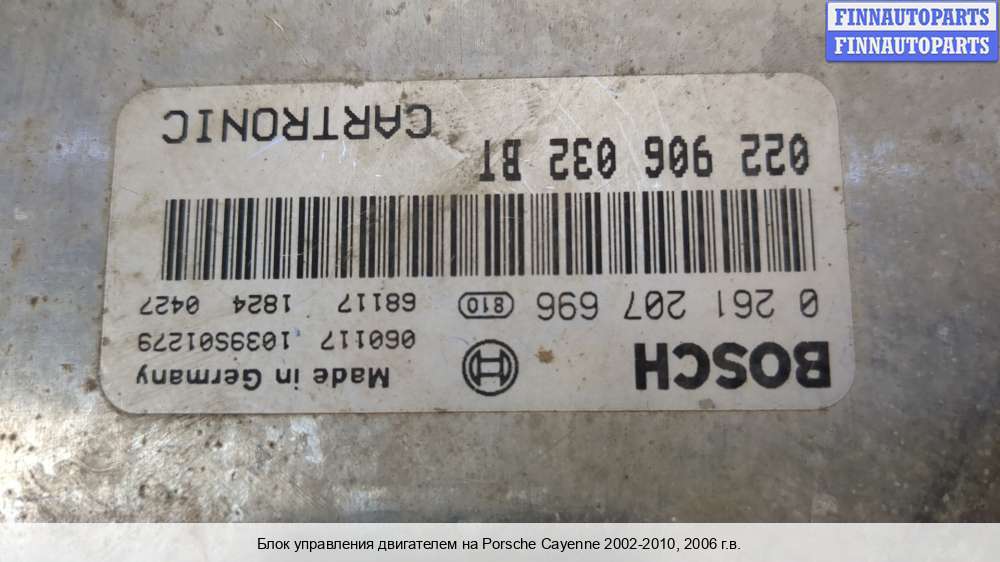 FINNAUTOPARTS
FINNAUTOPARTS
BOSCH
Made in Germany
060117 1039S01279
0 261 207 696
810
68117 1824 0427
022 906 032 BT
CARTRONIC
Блок управления двигателем на Porsche Cayenne 2002-2010, 2006 г.в.